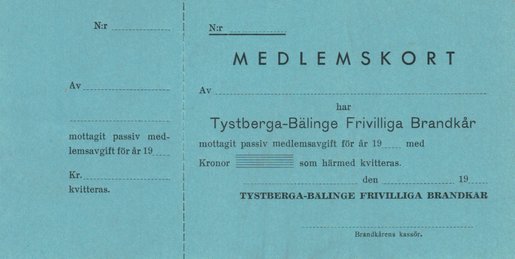 N:r
Av
mottagit passiv med-
lemsavgift för år 19
Kr.
kvitteras.
N:r
MEDLEMSKORT
Av
har
Tystberga-Bälinge Frivilliga Brandkår
mottagit passiv medlemsavgift för år 19 med
Kronor som härmed kvitteras.
den 19
TYSTBERGA-BÄLINGE FRIVILLIGA BRANDKÅR
Brandkårens kassör.